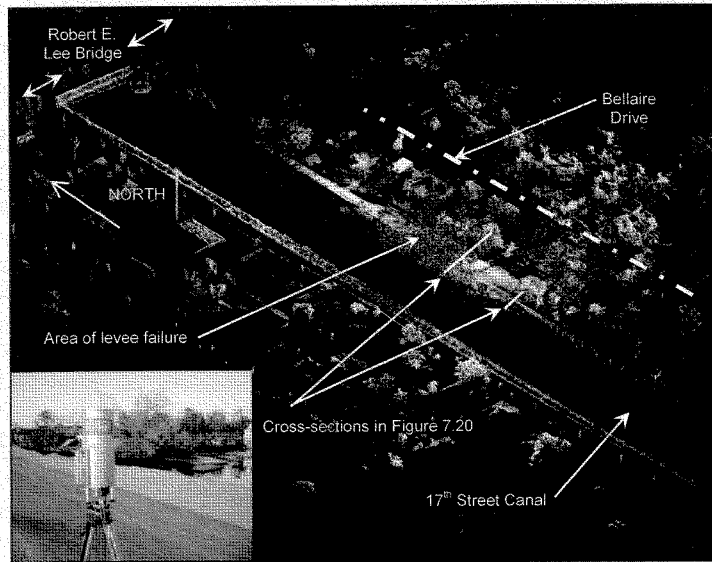 Robert E.
Lee Bridge
Bellaire
Drive
NORTH
Area of levee failure
Cross-sections in Figure 7.20
17th Street Canal